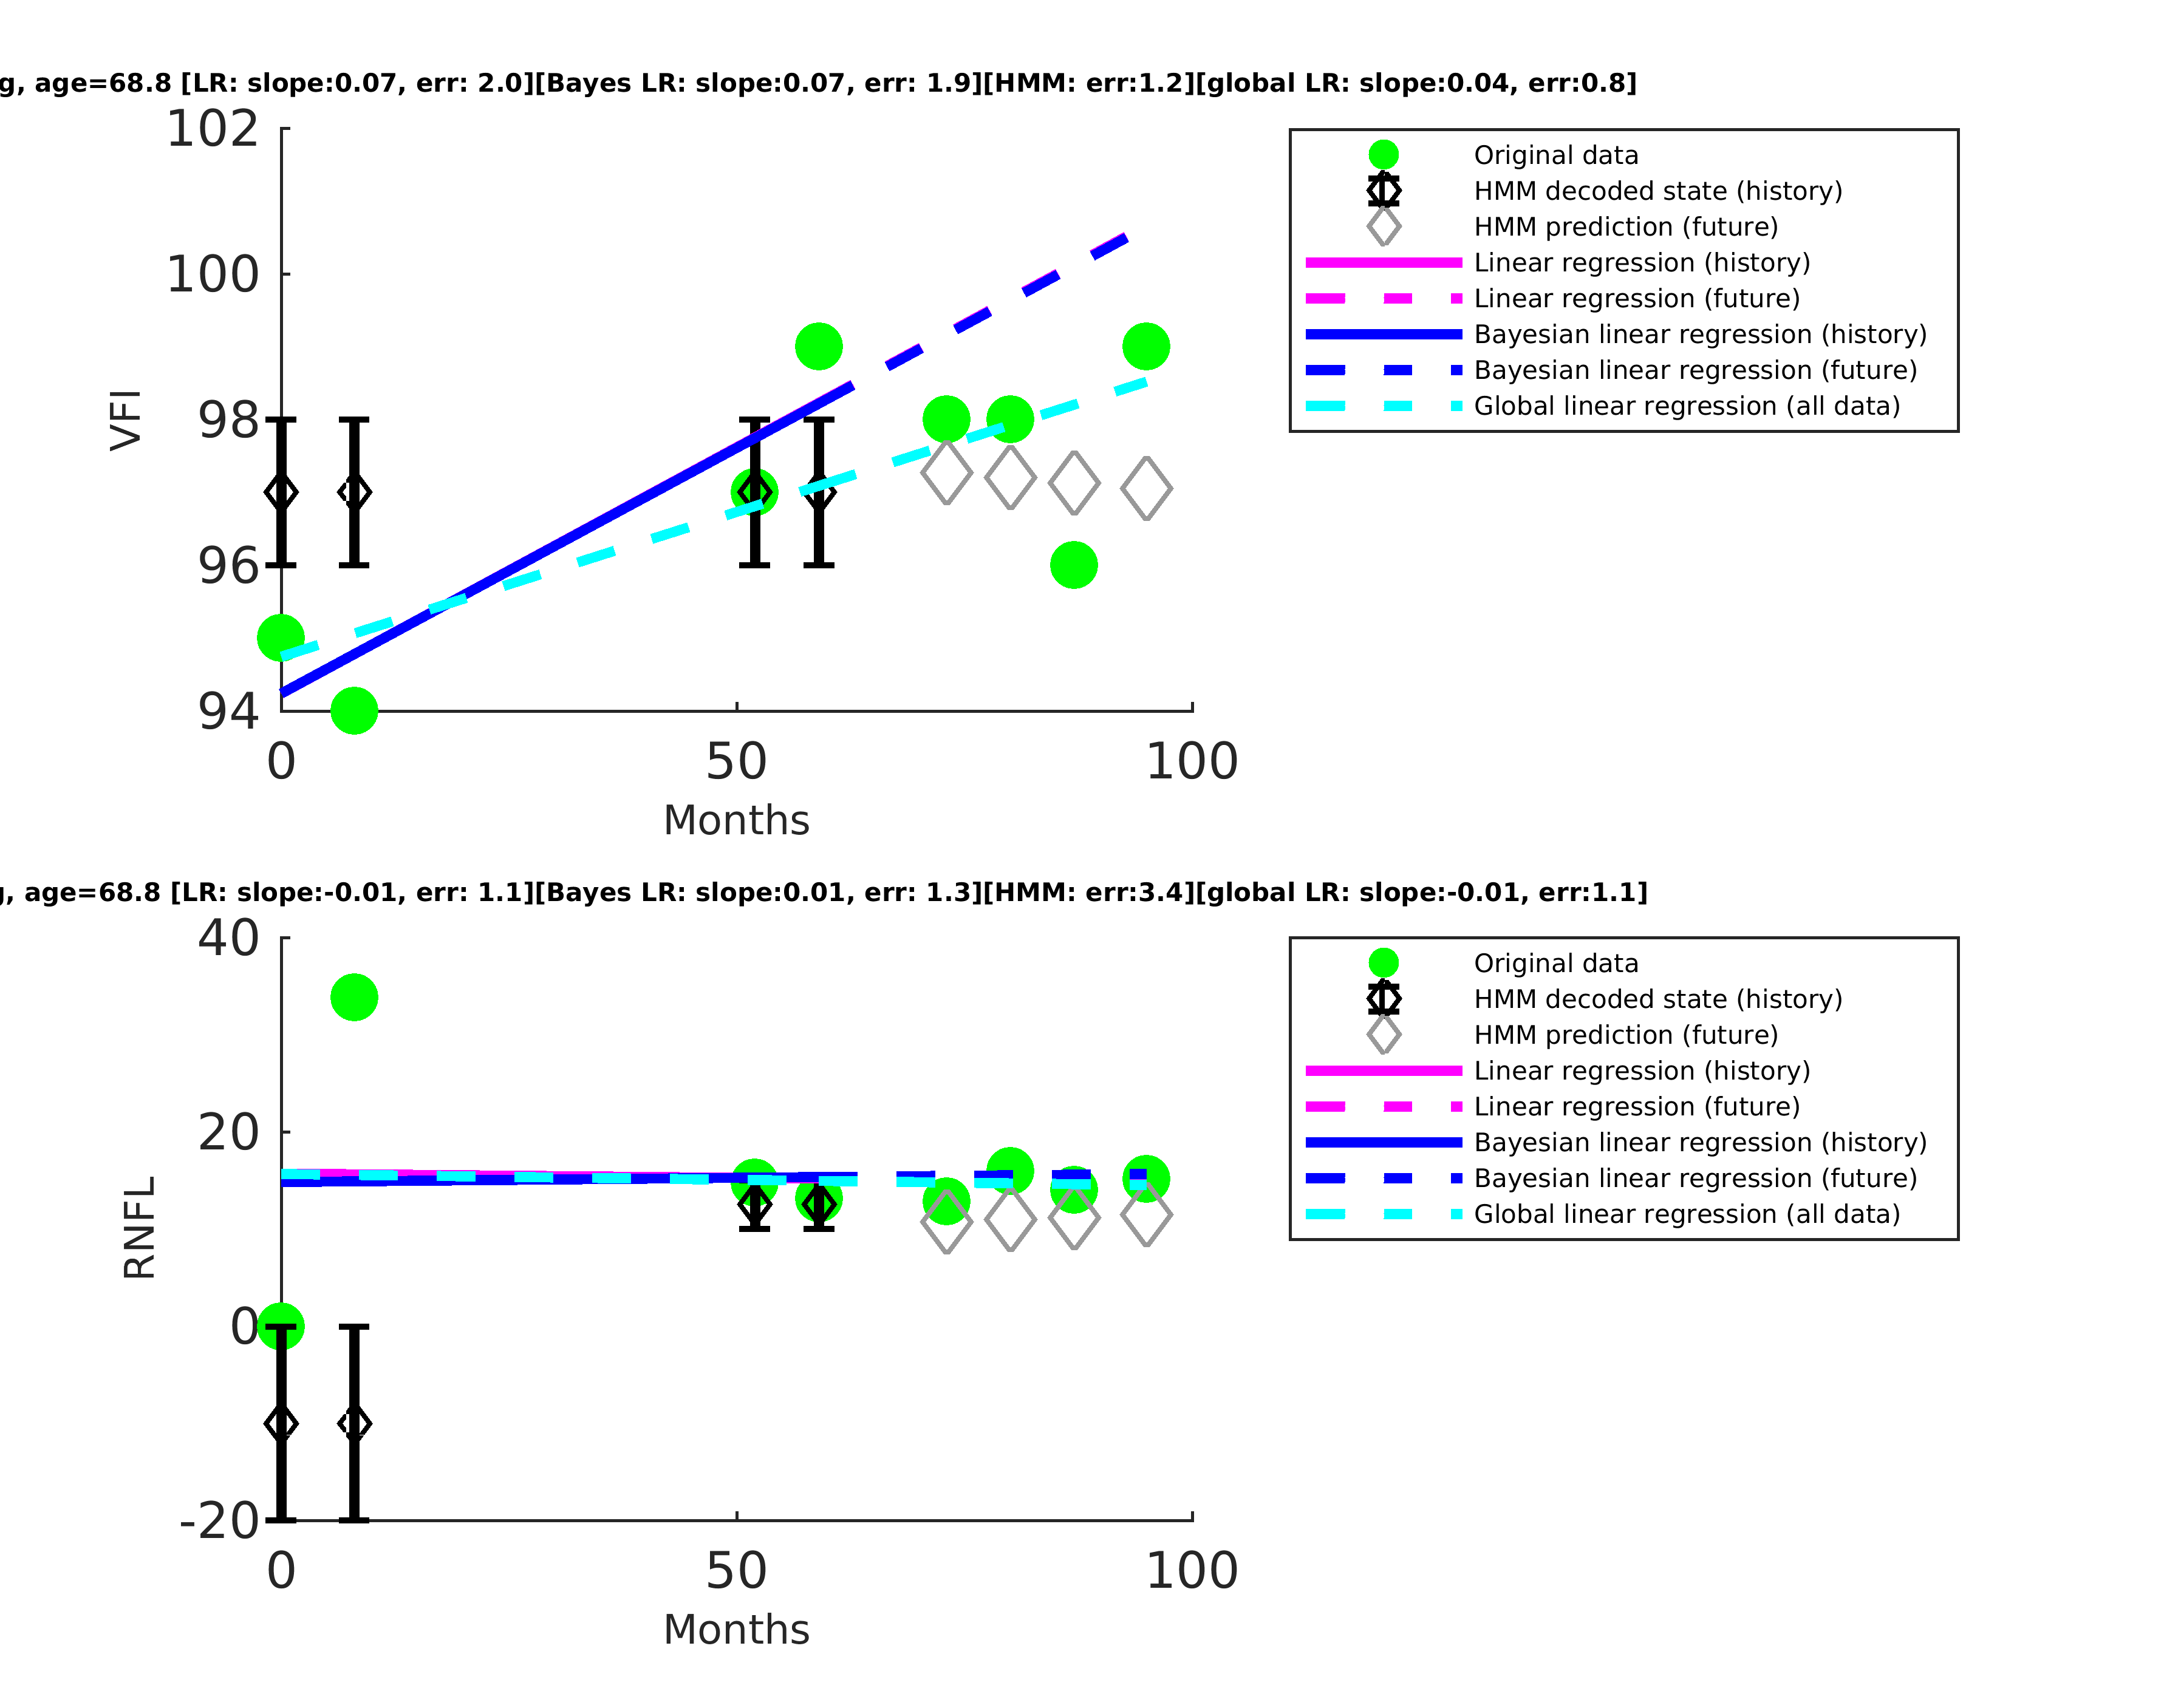 age=68.8 [LR: slope:0.07, err: 2.0][Bayes LR: slope:0.07, err: 1.9][HMM: err:1.2][global LR: slope:0.04, err:0.8]
102
100
98
96
94
VFI
0 50 100
Months
Original data
HMM decoded state (history)
HMM prediction (future)
Linear regression (history)
Linear regression (future)
Bayesian linear regression (history)
Bayesian linear regression (future)
Global linear regression (all data)
age=68.8 [LR: slope:-0.01, err: 1.1][Bayes LR: slope:0.01, err: 1.3][HMM: err:3.4][global LR: slope:-0.01, err:1.1]
40
20
0
-20
RNFL
0 50 100
Months
Original data
HMM decoded state (history)
HMM prediction (future)
Linear regression (history)
Linear regression (future)
Bayesian linear regression (history)
Bayesian linear regression (future)
Global linear regression (all data)